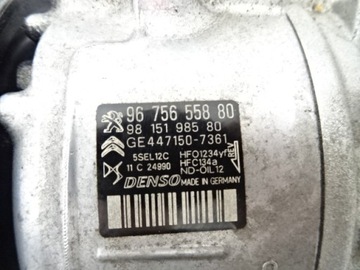 96 756 558 80
98 151 985 80
GE447150-7361
5SEL12C HFO1234yf
11 C 24990 HFC134a
ND-OIL12
REV
DENSO MADE IN GERMANY